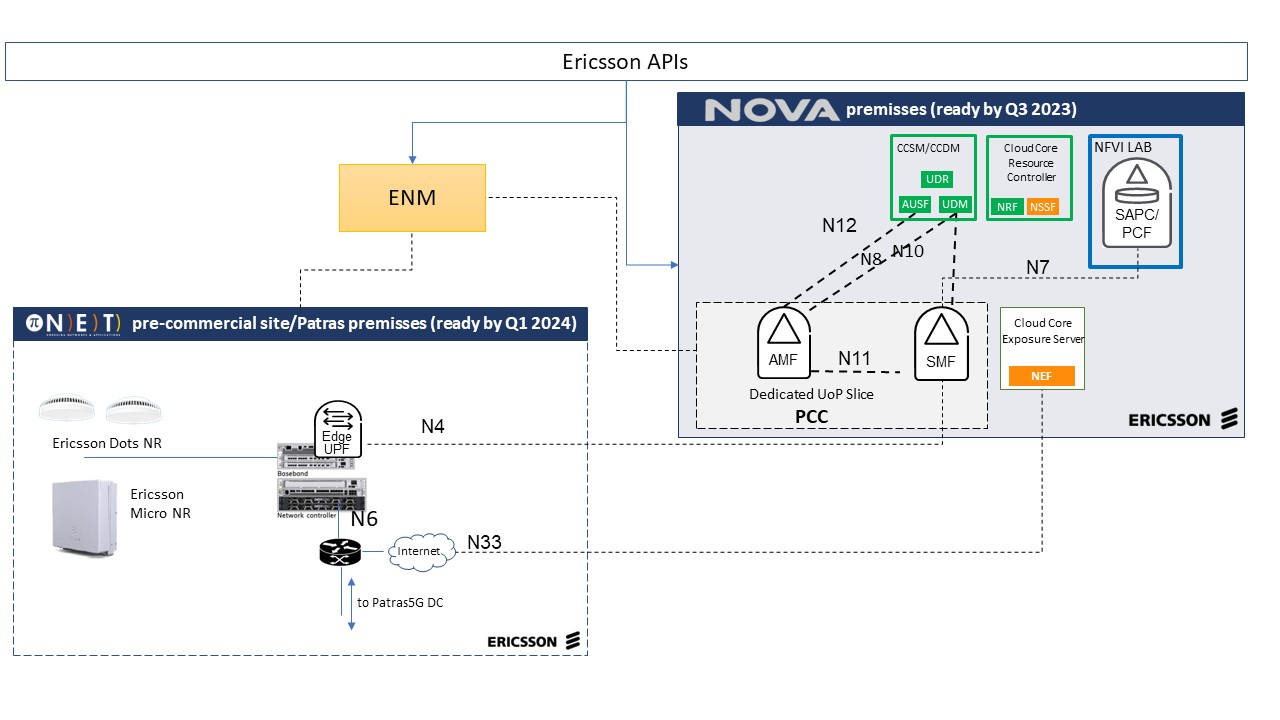 Ericsson APIs
NOVA premisses (ready by Q3 2023)
CCSM/CCDM
UDR
AUSF
UDM
Cloud Core
Resource
Controller
NRF
NSSF
NFVI LAB
SAPC/
PCF
ENM
N12
N8
N10
N7
π N)E)T) pre-commercial site/Patras premisses (ready by Q1 2024)
AMF
N11
SMF
Dedicated UoP Slice
PCC
Cloud Core
Exposure Server
NEF
ERICSSON
Ericsson Dots NR
Edge
UPF
N4
Baseband
Ericsson
Micro NR
Network controller
N6
Internet
N33
to Patras5G DC
ERICSSON